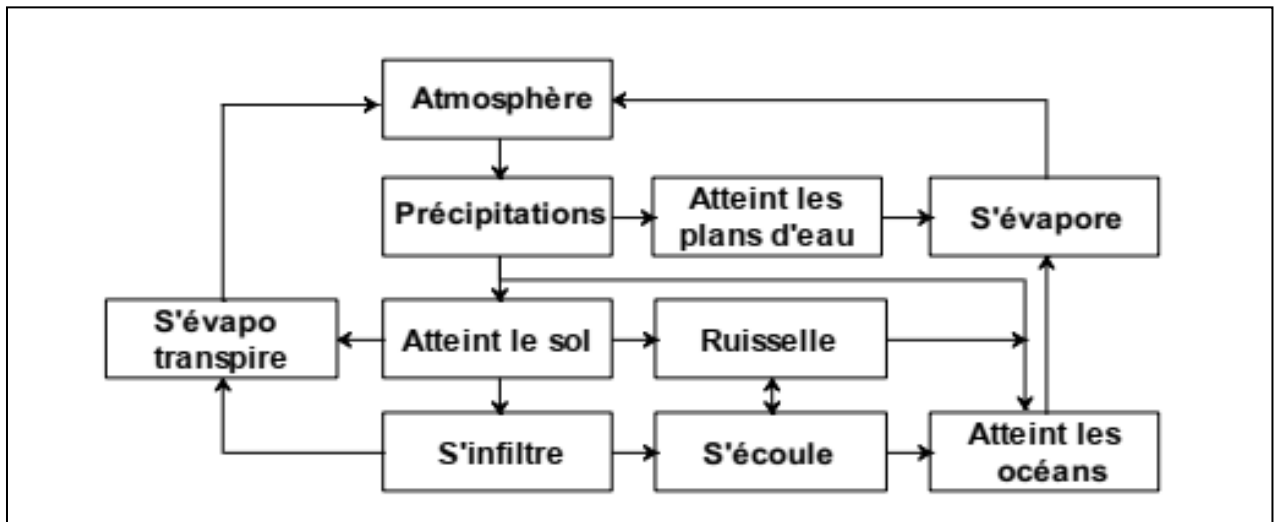 Atmosphère
Précipitations
Atteint les
plans d'eau
S'évapore
S'évapo
transpire
Atteint le sol
Ruisselle
S'infiltre
S'écoule
Atteint les
océans